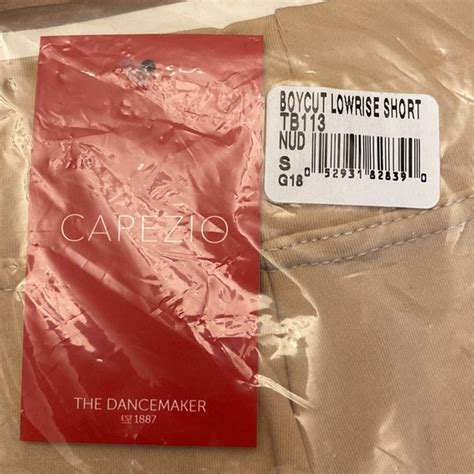 CAPEZIO
THE DANCEMAKER
EST 1887
BOYCUT LOWRISE SHORT
TB113
NUD
S
G18
0 52931 82839 0